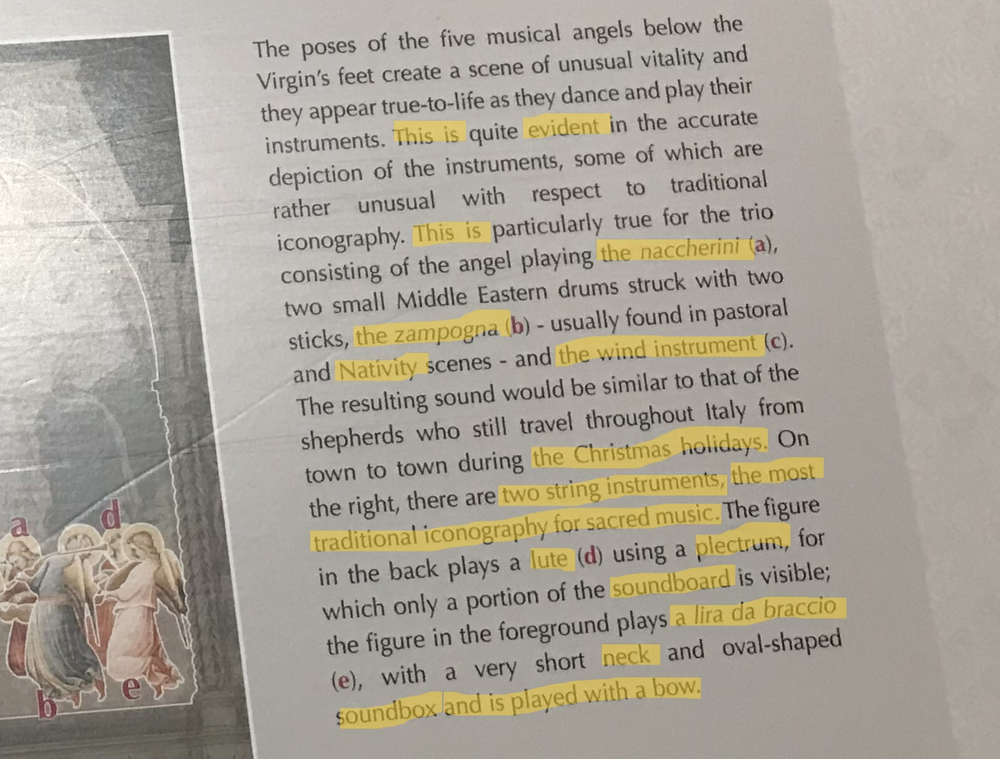 The poses of the five musical angels below the
Virgin's feet create a scene of unusual vitality and
they appear true-to-life as they dance and play their
instruments. This is quite evident in the accurate
depiction of the instruments, some of which are
rather unusual with respect to traditional
iconography. This is particularly true for the trio
consisting of the angel playing the naccherini (a),
two small Middle Eastern drums struck with two
sticks, the zampogna (b) - usually found in pastoral
and Nativity scenes - and the wind instrument (c).
The resulting sound would be similar to that of the
shepherds who still travel throughout Italy from
town to town during the Christmas holidays. On
the right, there are two string instruments, the most
traditional iconography for sacred music. The figure
in the back plays a lute (d) using a plectrum, for
which only a portion of the soundboard is visible;
the figure in the foreground plays a lira da braccio
(e), with a very short neck and oval-shaped
soundbox and is played with a bow.
a
d
b
e